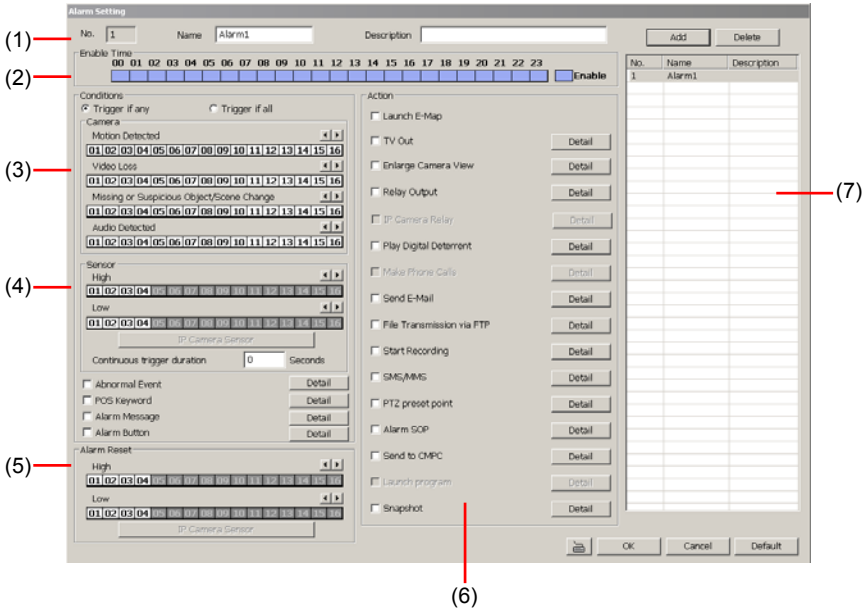 Alarm Setting
(1)
No. 1 Name Alarm1 Description
Add Delete
(2)
Enable Time
00 01 02 03 04 05 06 07 08 09 10 11 12 13 14 15 16 17 18 19 20 21 22 23
Enable
(3)
Conditions
Trigger if any Trigger if all
Camera
Motion Detected
01 02 03 04 05 06 07 08 09 10 11 12 13 14 15 16
Video Loss
01 02 03 04 05 06 07 08 09 10 11 12 13 14 15 16
Missing or Suspicious Object/Scene Change
01 02 03 04 05 06 07 08 09 10 11 12 13 14 15 16
Audio Detected
01 02 03 04 05 06 07 08 09 10 11 12 13 14 15 16
(4)
Sensor
High
01 02 03 04 05 06 07 08 09 10 11 12 13 14 15 16
Low
01 02 03 04 05 06 07 08 09 10 11 12 13 14 15 16
IP Camera Sensor
Continuous trigger duration 0 Seconds
Abnormal Event Detail
POS Keyword Detail
Alarm Message Detail
Alarm Button Detail
(5)
Alarm Reset
High
01 02 03 04 05 06 07 08 09 10 11 12 13 14 15 16
Low
01 02 03 04 05 06 07 08 09 10 11 12 13 14 15 16
IP Camera Sensor
Action
Launch E-Map
TV Out Detail
Enlarge Camera View Detail
Relay Output Detail
IP Camera Relay Detail
Play Digital Deterrent Detail
Make Phone Calls Detail
Send E-Mail Detail
File Transmission via FTP Detail
Start Recording Detail
SMS/MMS Detail
PTZ preset point Detail
Alarm SOP Detail
Send to CMPC Detail
Launch program Detail
Snapshot Detail
(6)
No. Name Description
1 Alarm1
(7)
OK Cancel Default